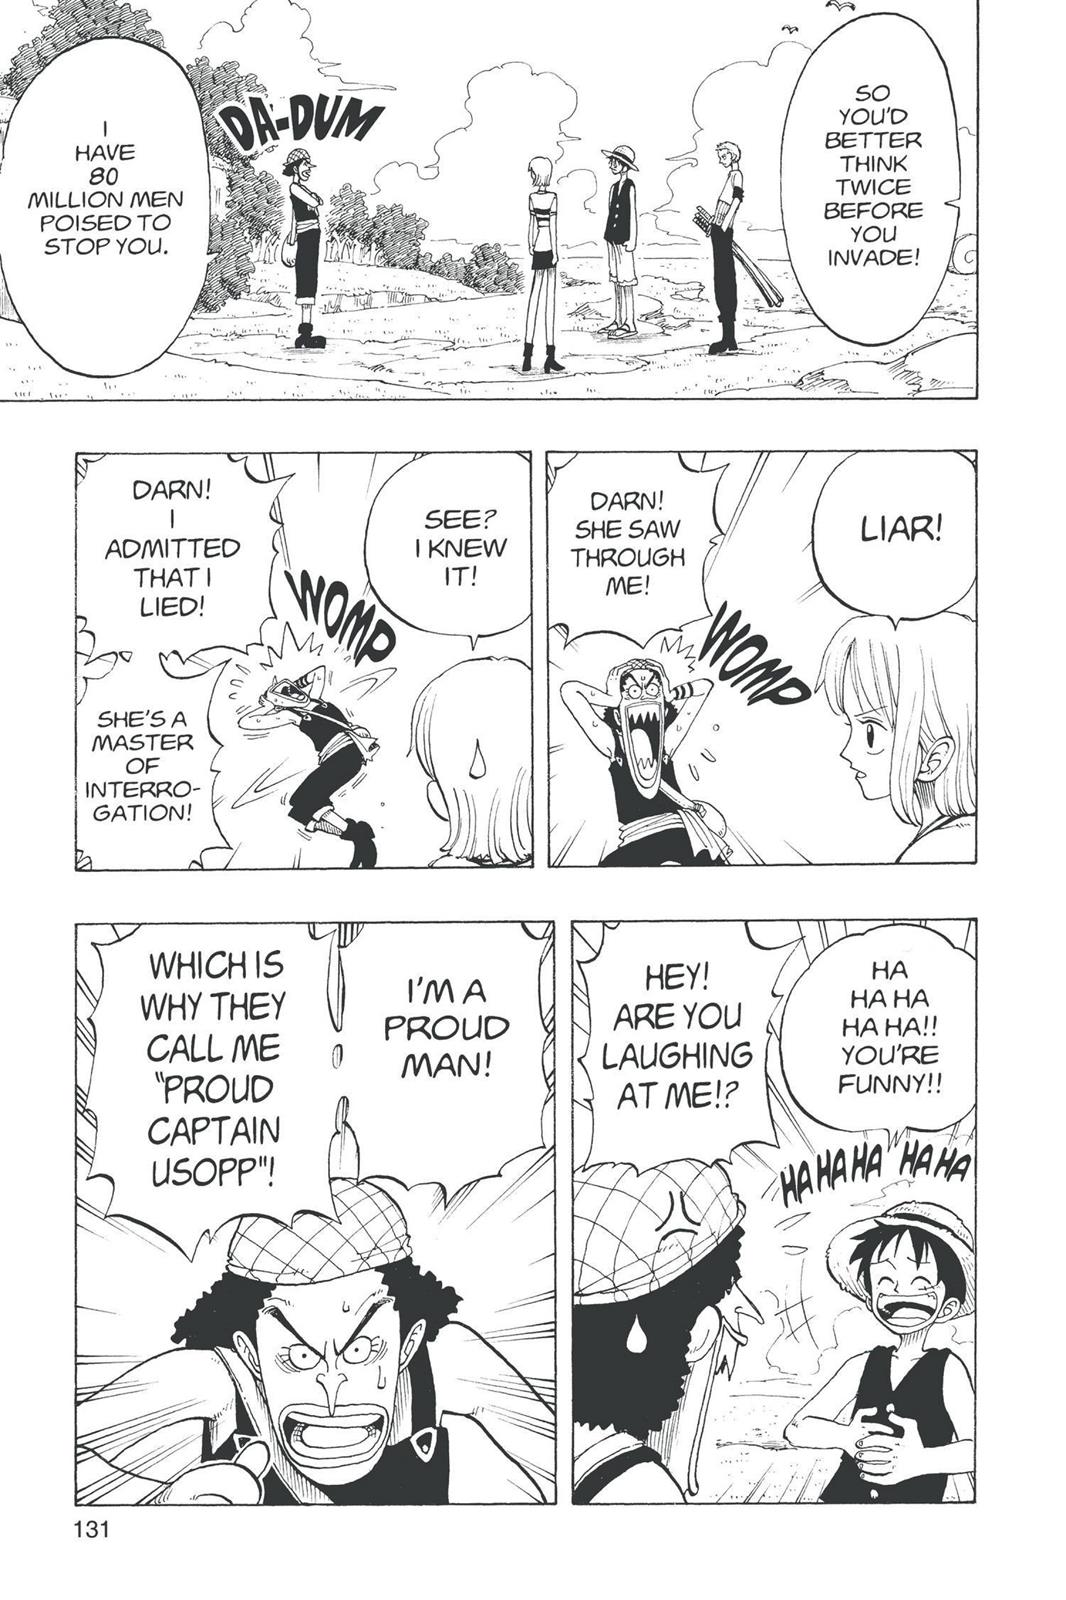 SO
YOU'D
BETTER
THINK
TWICE
BEFORE
YOU
INVADE!
DA-DUM
I
HAVE
80
MILLION MEN
POISED TO
STOP YOU.
LIAR!
DARN!
SHE SAW
THROUGH
ME!
WOMP
SEE?
I KNEW
IT!
DARN!
I
ADMITTED
THAT I
LIED!
WOMP
SHE'S A
MASTER
OF
INTERRO-
GATION!
HA
HA HA
HA HA!!
YOU'RE
FUNNY!!
HA HA HA HA HA
HEY!
ARE YOU
LAUGHING
AT ME!?
I'M A
PROUD
MAN!
WHICH IS
WHY THEY
CALL ME
"PROUD
CAPTAIN
USOPP"!
131